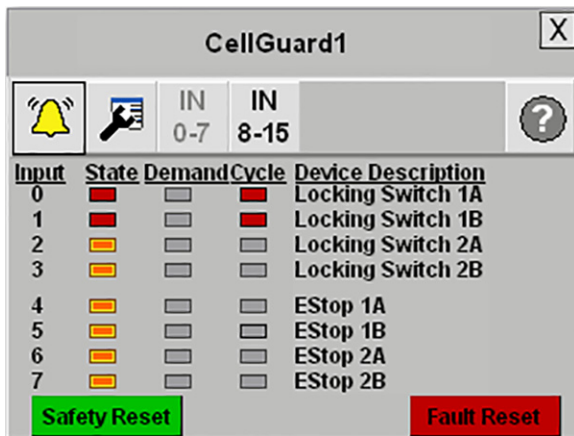 CellGuard1
X
IN
0-7
IN
8-15
?
Input State Demand Cycle Device Description
0 Locking Switch 1A
1 Locking Switch 1B
2 Locking Switch 2A
3 Locking Switch 2B
4 EStop 1A
5 EStop 1B
6 EStop 2A
7 EStop 2B
Safety Reset Fault Reset